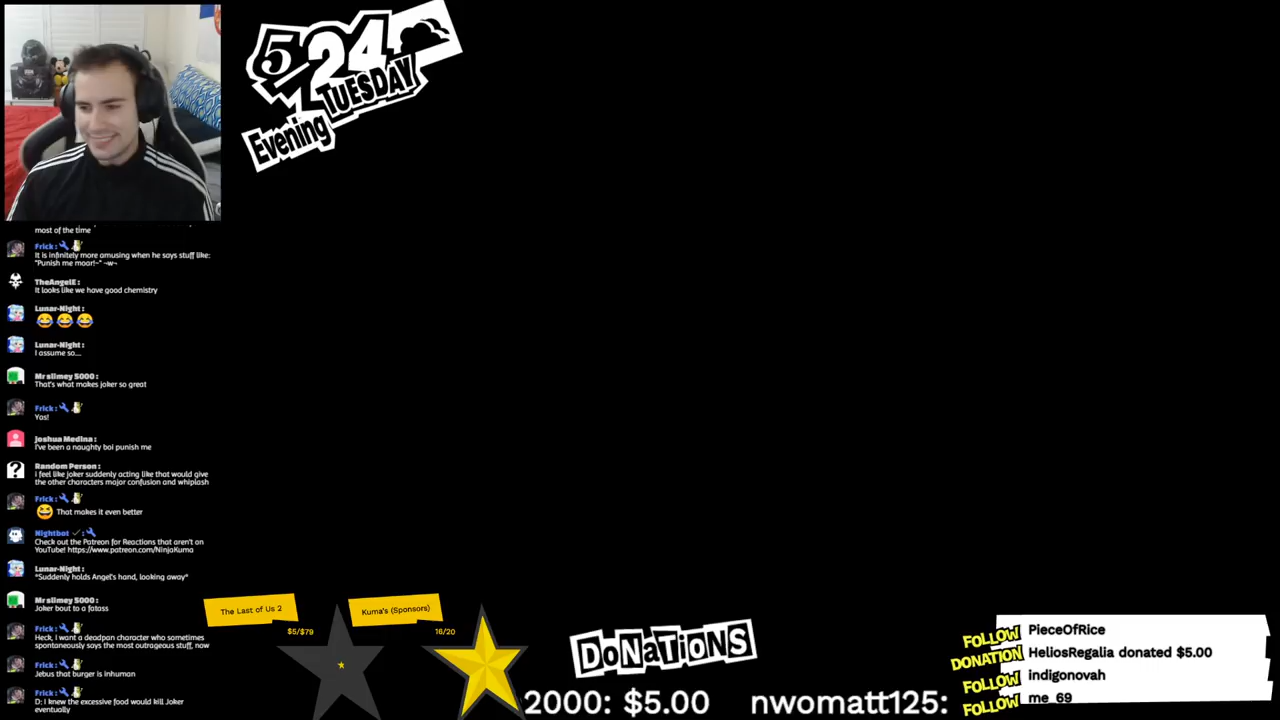 5/24
TUESDAY
Evening
most of the time
Frick :
It is infinitely more amusing when he says stuff like:
"Punish me moar!~" ¬w¬
TheAngelE :
It looks like we have good chemistry
Lunar-Night :
😂 😂 😂
Lunar-Night :
I assume so....
Mr slimey 5000 :
That's what makes joker so great
Frick :
Yas!
Joshua Medina :
I've been a naughty boi punish me
Random Person :
I feel like joker suddenly acting like that would give
the other characters major confusion and whiplash
Frick :
😆 That makes it even better
Nightbot ✓ :
Check out the Patreon for Reactions that aren't on
YouTube! https://www.patreon.com/NinjaKuma
Lunar-Night :
*Suddenly holds Angel's hand, looking away*
Mr slimey 5000 :
Joker bout to a fatass
Frick :
Heck, I want a deadpan character who sometimes
spontaneously says the most outrageous stuff, now
Frick :
Jebus that burger is inhuman
Frick :
D: I knew the excessive food would kill Joker
eventually
The Last of Us 2
$5/$79
Kuma's (Sponsors)
16/20
DoNaTioNS
2000: $5.00 nwomatt125:
FOLLOW PieceOfRice
DONATION HeliosRegalia donated $5.00
FOLLOW indigonovah
FOLLOW me 69